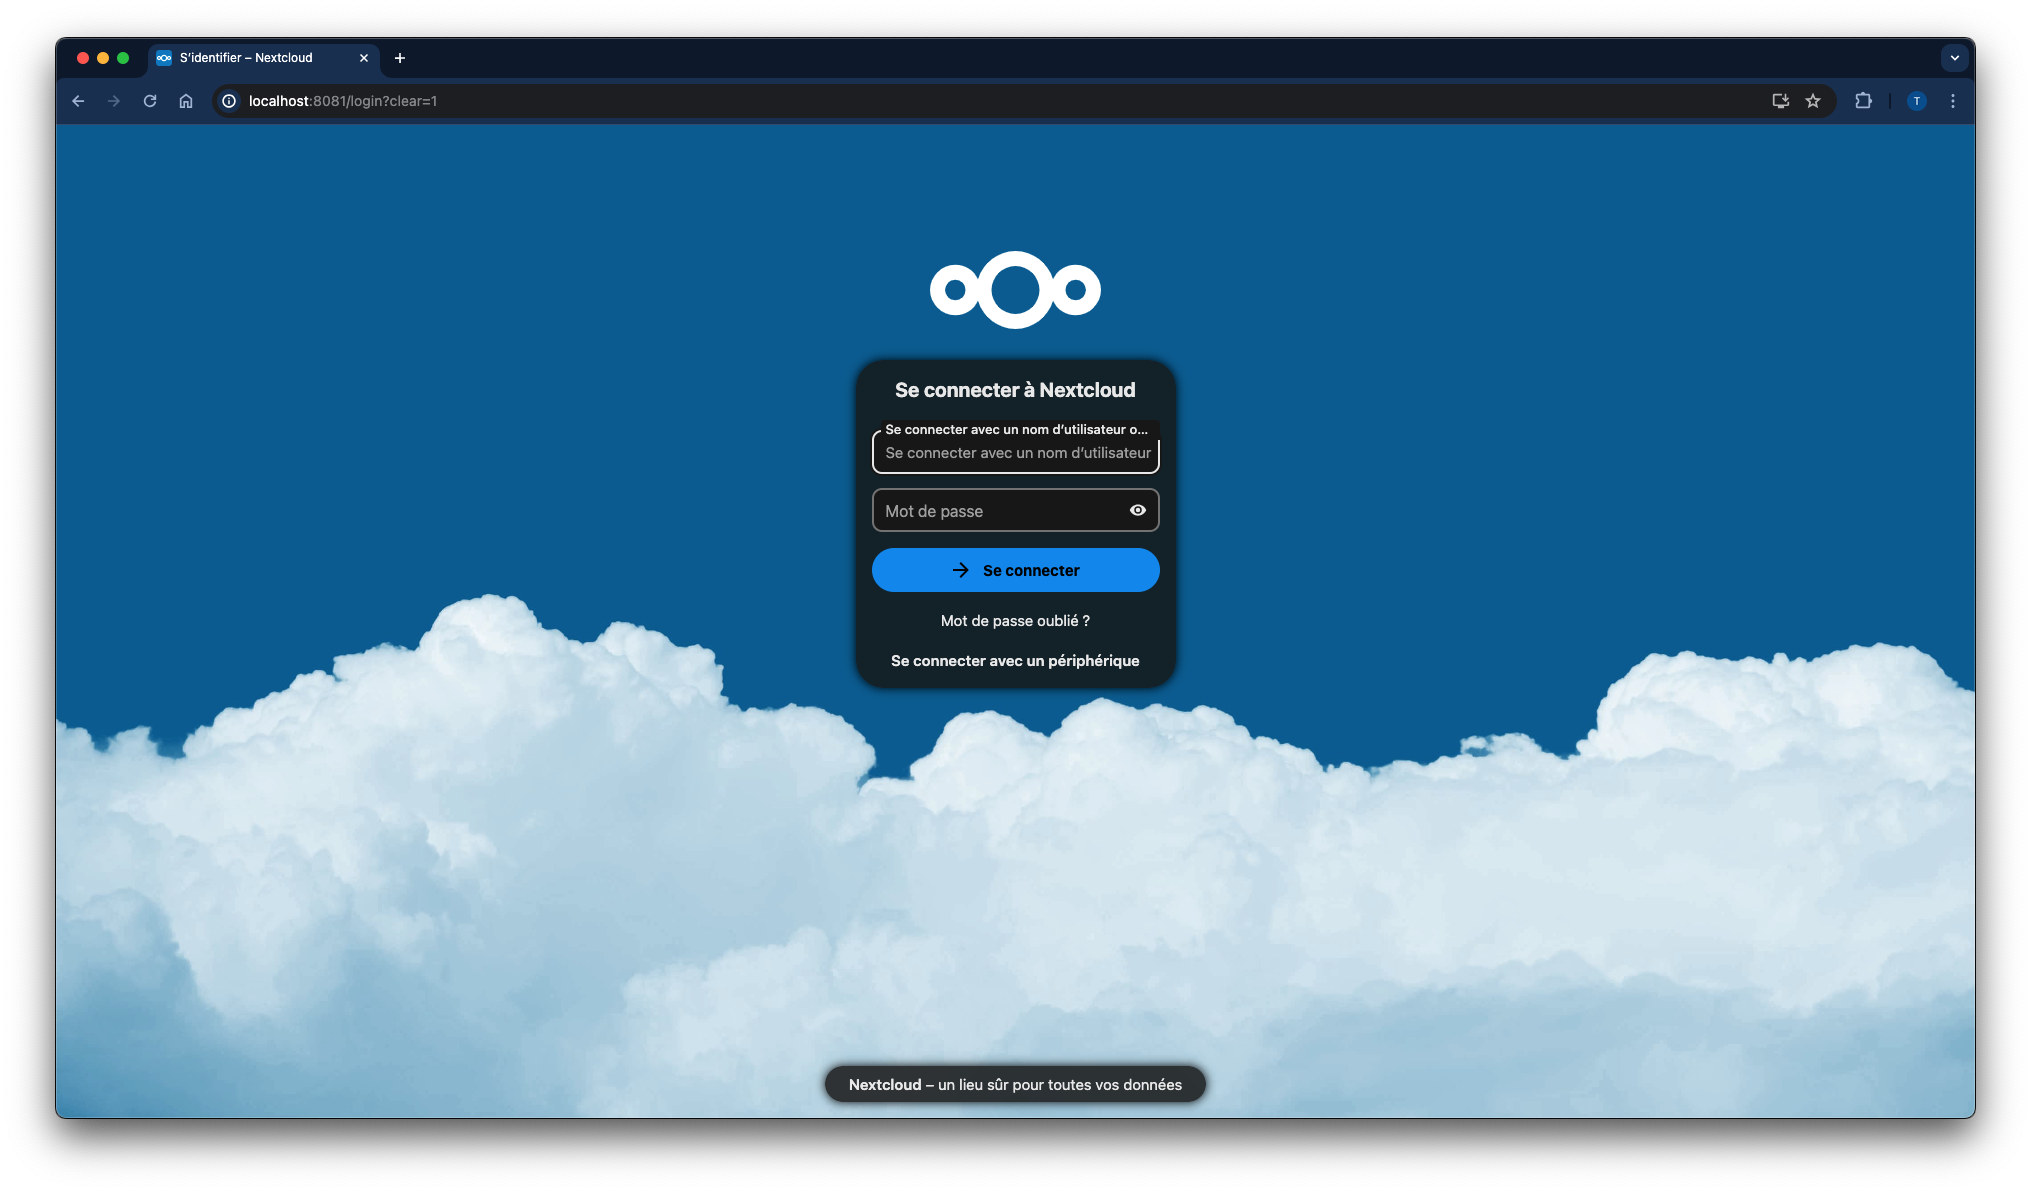 S'identifier – Nextcloud
localhost:8081/login?clear=1
T
Se connecter à Nextcloud
Se connecter avec un nom d'utilisateur o...
Se connecter avec un nom d'utilisateur
Mot de passe
Se connecter
Mot de passe oublié ?
Se connecter avec un périphérique
Nextcloud – un lieu sûr pour toutes vos données